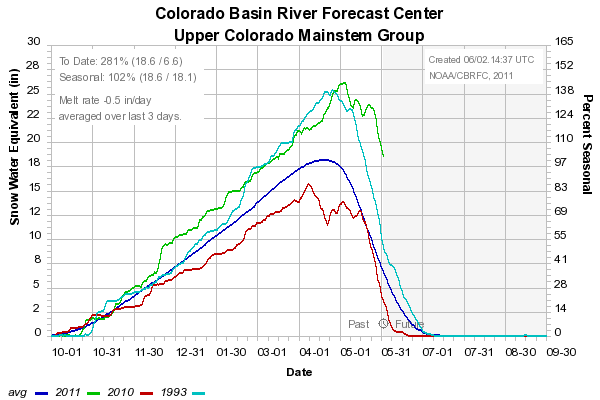 Colorado Basin River Forecast Center
Upper Colorado Mainstem Group
30
28
25
22
20
18
15
12
10
8
5
2
0
165
152
138
124
110
97
83
69
55
41
28
14
0
Snow Water Equivalent (in)
Percent Seasonal
To Date: 281% (18.6 / 6.6)
Seasonal: 102% (18.6 / 18.1)
Melt rate -0.5 in/day
averaged over last 3 days.
Created 06/02.14:37 UTC
NOAA/CBRFC, 2011
Past Future
10-01 10-31 11-30 12-31 01-30 03-01 04-01 05-01 05-31 07-01 07-31 08-30 09-30
Date
avg 2011 2010 1993